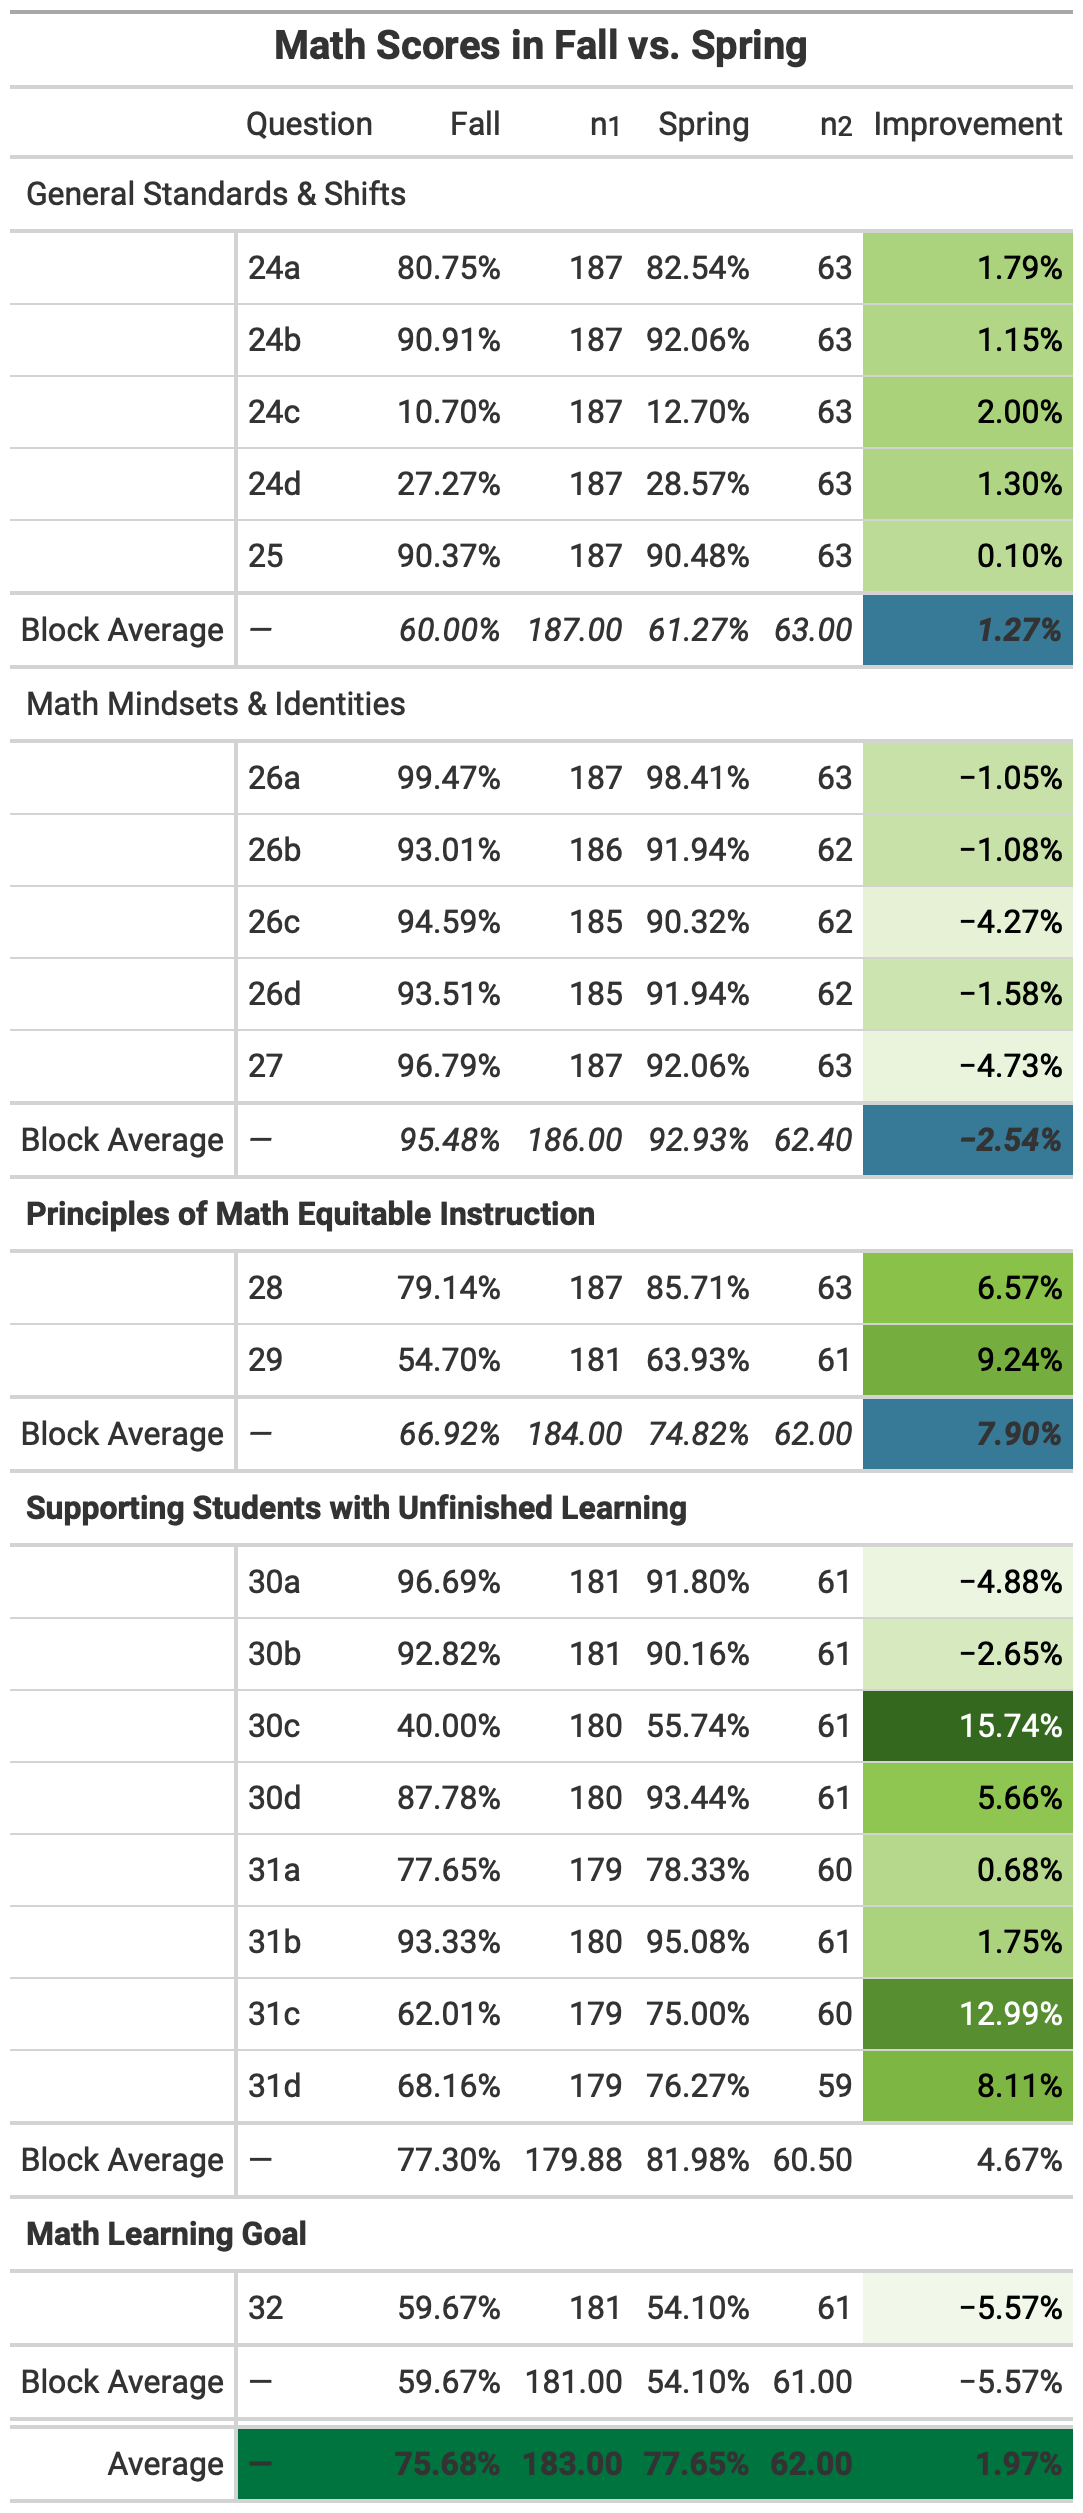 Math Scores in Fall vs. Spring
Question Fall n1 Spring n2 Improvement
General Standards & Shifts
24a 80.75% 187 82.54% 63 1.79%
24b 90.91% 187 92.06% 63 1.15%
24c 10.70% 187 12.70% 63 2.00%
24d 27.27% 187 28.57% 63 1.30%
25 90.37% 187 90.48% 63 0.10%
Block Average — 60.00% 187.00 61.27% 63.00 1.27%
Math Mindsets & Identities
26a 99.47% 187 98.41% 63 −1.05%
26b 93.01% 186 91.94% 62 −1.08%
26c 94.59% 185 90.32% 62 −4.27%
26d 93.51% 185 91.94% 62 −1.58%
27 96.79% 187 92.06% 63 −4.73%
Block Average — 95.48% 186.00 92.93% 62.40 −2.54%
Principles of Math Equitable Instruction
28 79.14% 187 85.71% 63 6.57%
29 54.70% 181 63.93% 61 9.24%
Block Average — 66.92% 184.00 74.82% 62.00 7.90%
Supporting Students with Unfinished Learning
30a 96.69% 181 91.80% 61 −4.88%
30b 92.82% 181 90.16% 61 −2.65%
30c 40.00% 180 55.74% 61 15.74%
30d 87.78% 180 93.44% 61 5.66%
31a 77.65% 179 78.33% 60 0.68%
31b 93.33% 180 95.08% 61 1.75%
31c 62.01% 179 75.00% 60 12.99%
31d 68.16% 179 76.27% 59 8.11%
Block Average — 77.30% 179.88 81.98% 60.50 4.67%
Math Learning Goal
32 59.67% 181 54.10% 61 −5.57%
Block Average — 59.67% 181.00 54.10% 61.00 −5.57%
Average — 75.68% 183.00 77.65% 62.00 1.97%